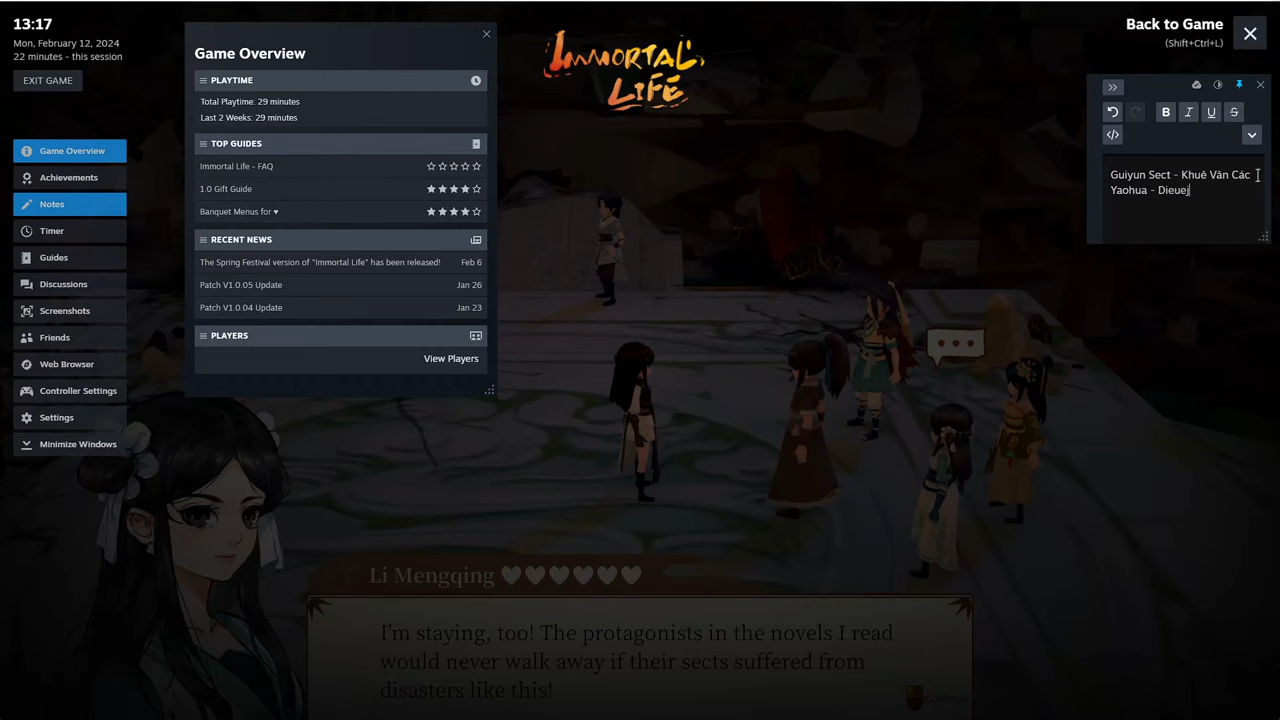 13:17
Mon, February 12, 2024
22 minutes - this session
EXIT GAME
Game Overview
Achievements
Notes
Timer
Guides
Discussions
Screenshots
Friends
Web Browser
Controller Settings
Settings
Minimize Windows
Game Overview
PLAYTIME
Total Playtime: 29 minutes
Last 2 Weeks: 29 minutes
TOP GUIDES
Immortal Life - FAQ
1.0 Gift Guide
Banquet Menus for ♥
RECENT NEWS
The Spring Festival version of "Immortal Life" has been released! Feb 6
Patch V1.0.05 Update Jan 26
Patch V1.0.04 Update Jan 23
PLAYERS
View Players
IMMORTAL
LIFE
Back to Game
(Shift+Ctrl+L)
B I U S
Guiyun Sect - Khuê Vân Các
Yaohua - Dieuej
Li Mengqing
I'm staying, too! The protagonists in the novels I read
would never walk away if their sects suffered from
disasters like this!